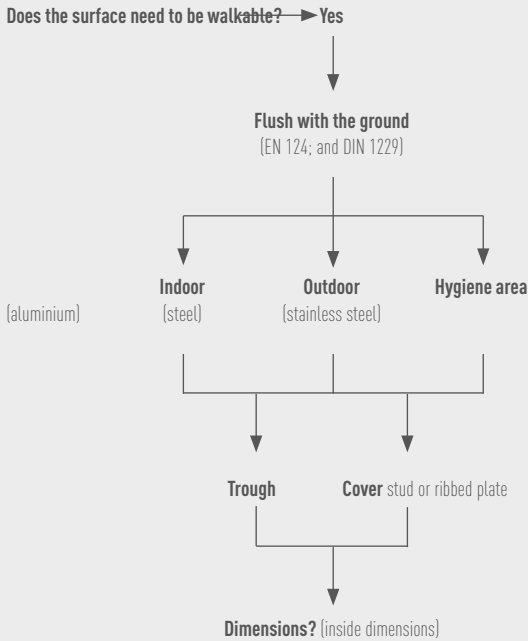 Does the surface need to be walkable? Yes
Flush with the ground
(EN 124; and DIN 1229)
Indoor Outdoor Hygiene area
(aluminium) (steel) (stainless steel)
Trough Cover stud or ribbed plate
Dimensions? (inside dimensions)